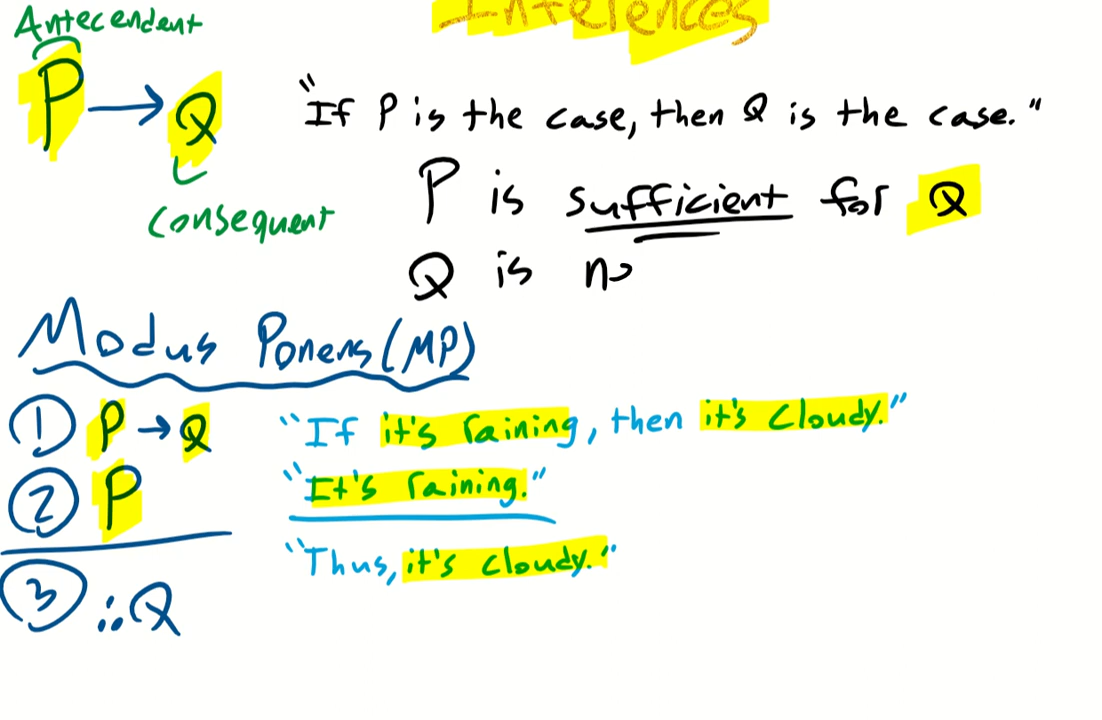 Inferences
Antecendent
P → Q
Consequent
"If P is the case, then Q is the case."
P is sufficient for Q
Q is n
Modus Ponens (MP)
① P → Q "If it's raining, then it's cloudy."
② P "It's raining."
③ ∴ Q "Thus, it's cloudy."